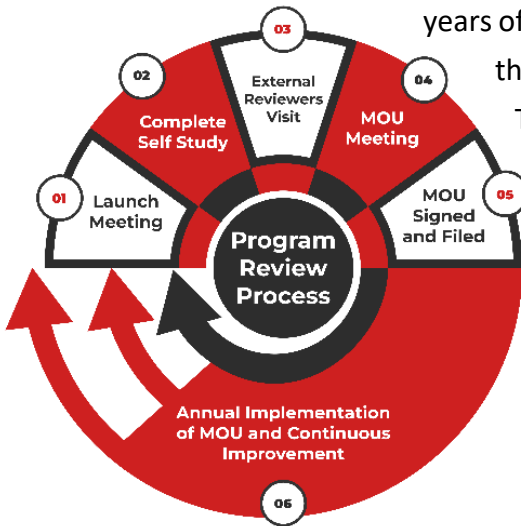 years of
th
T
03
02
04
External
Reviewers
Visit
Complete
Self Study
MOU
Meeting
01
Launch
Meeting
MOU
Signed
and Filed
05
Program
Review
Process
Annual Implementation
of MOU and Continuous
Improvement
06